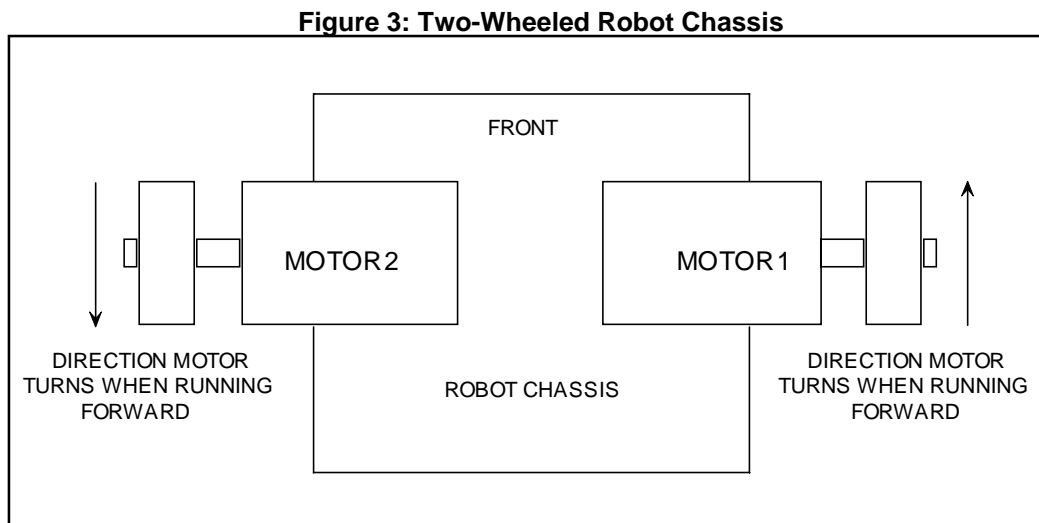 Figure 3: Two-Wheeled Robot Chassis
FRONT
MOTOR 2
MOTOR 1
DIRECTION MOTOR
TURNS WHEN RUNNING
FORWARD
ROBOT CHASSIS
DIRECTION MOTOR
TURNS WHEN RUNNING
FORWARD